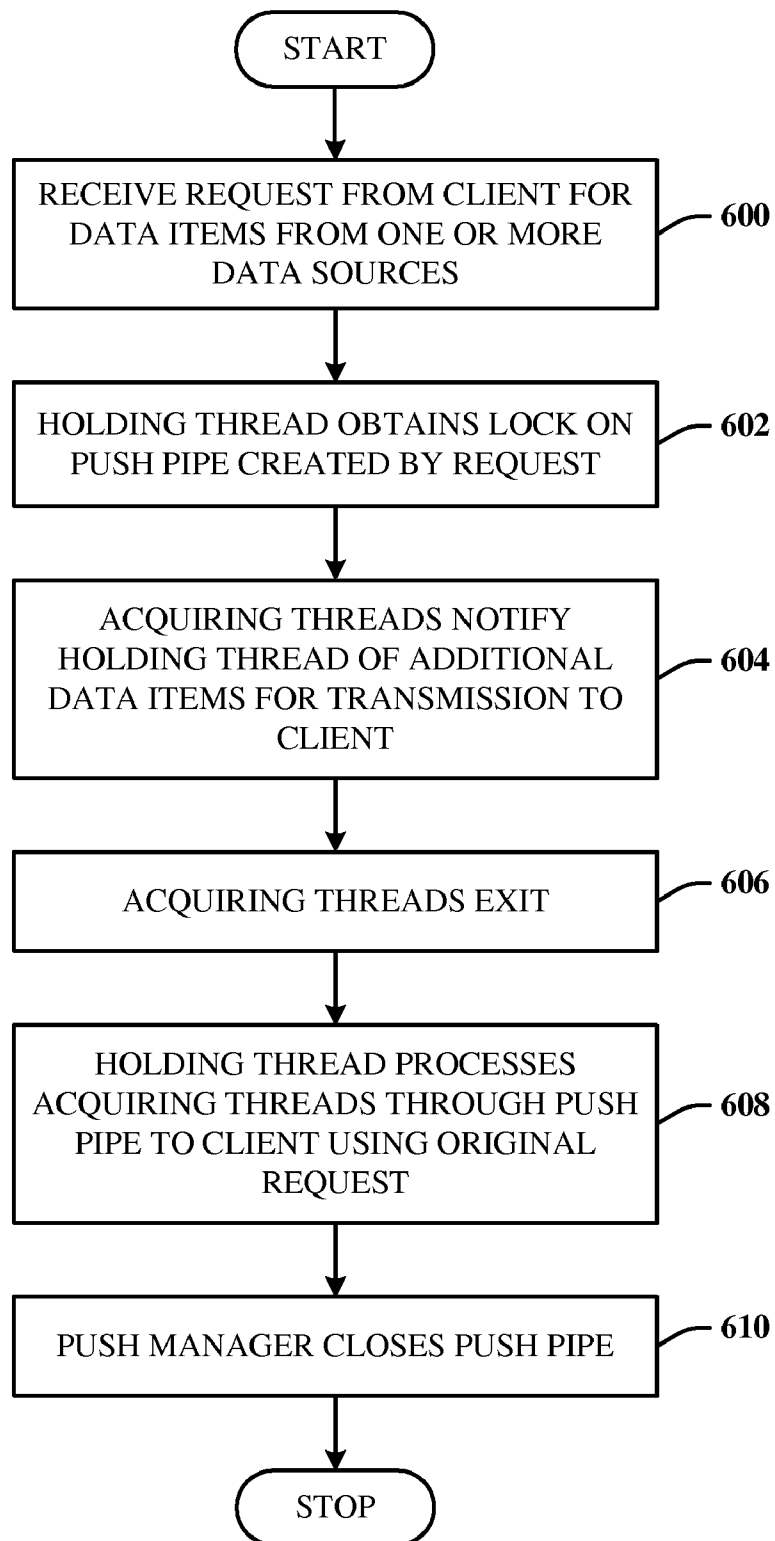 START
RECEIVE REQUEST FROM CLIENT FOR
DATA ITEMS FROM ONE OR MORE
DATA SOURCES
600
HOLDING THREAD OBTAINS LOCK ON
PUSH PIPE CREATED BY REQUEST
602
ACQUIRING THREADS NOTIFY
HOLDING THREAD OF ADDITIONAL
DATA ITEMS FOR TRANSMISSION TO
CLIENT
604
ACQUIRING THREADS EXIT
606
HOLDING THREAD PROCESSES
ACQUIRING THREADS THROUGH PUSH
PIPE TO CLIENT USING ORIGINAL
REQUEST
608
PUSH MANAGER CLOSES PUSH PIPE
610
STOP